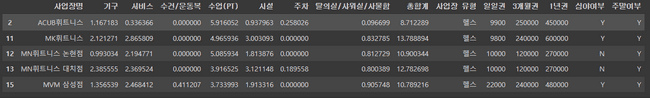 사업장명 기구 서비스 수건/운동복 수업(PT) 시설 주차 탈의실/샤워실/사물함 총합계 사업장 유형 일일권 3개월권 1년권 심야여부 주말여부
2 ACUB휘트니스 1.167183 0.336366 0.000000 5.916052 0.937963 0.258026 0.096699 8.712289 헬스 9900 250000 450000 Y Y
11 MK휘트니스 2.121271 2.865809 0.000000 4.965936 3.003093 0.000000 0.832785 13.788894 헬스 9800 240000 600000 Y Y
12 MN휘트니스 논현점 0.993034 2.194771 0.000000 5.085934 1.813876 0.000000 0.812729 10.900344 헬스 10000 120000 270000 N Y
13 MN휘트니스 대치점 2.385555 2.369524 0.000000 3.916525 3.121148 0.189558 0.800389 12.782698 헬스 10000 120000 270000 N Y
15 MVM 삼성점 1.356539 2.468412 0.411207 3.733993 1.913316 0.000000 0.905748 10.789216 헬스 22000 240000 480000 Y Y